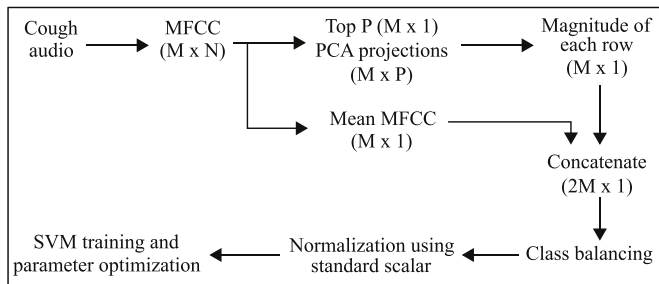 Cough
audio
MFCC
(M x N)
Top P (M x 1)
PCA projections
(M x P)
Magnitude of
each row
(M x 1)
Mean MFCC
(M x 1)
Concatenate
(2M x 1)
SVM training and
parameter optimization
Normalization using
standard scalar
Class balancing